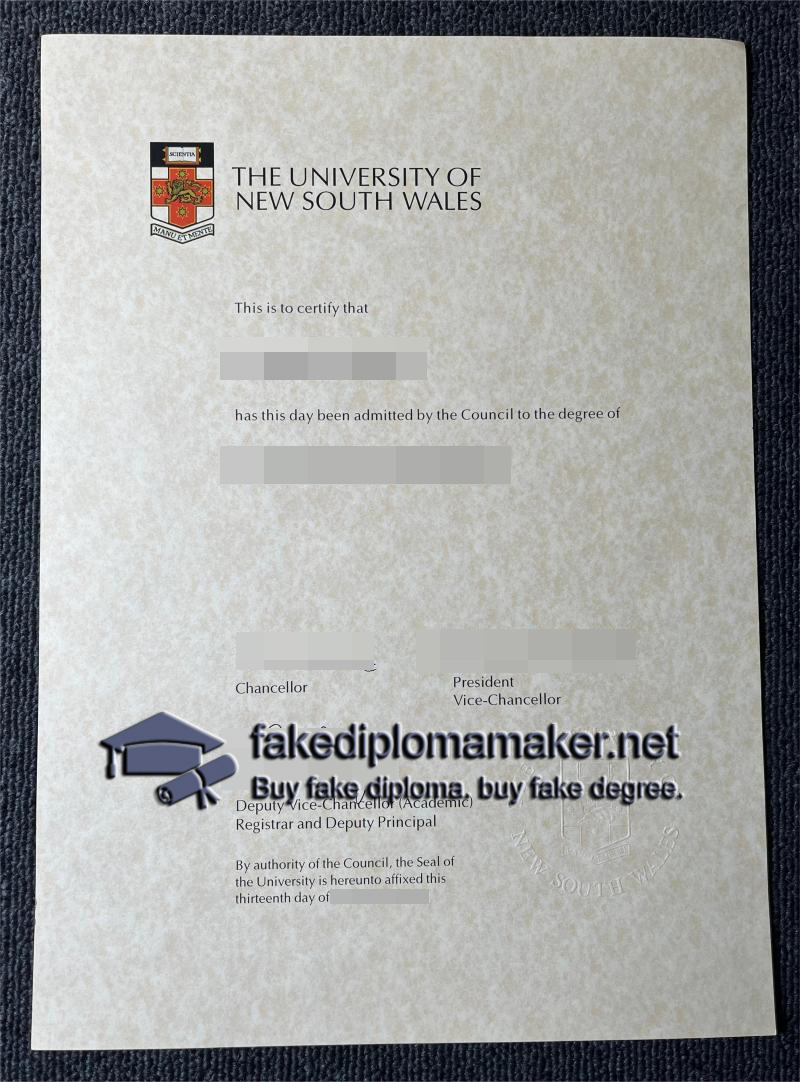 SCIENTIA
MANU ET MENTE
THE UNIVERSITY OF
NEW SOUTH WALES
This is to certify that
has this day been admitted by the Council to the degree of
Chancellor
President
Vice-Chancellor
fakediplomamaker.net
Buy fake diploma, buy fake degree.
Deputy Vice-Chancellor (Academic)
Registrar and Deputy Principal
By authority of the Council, the Seal of
the University is hereunto affixed this
thirteenth day of
NEW SOUTH WALES